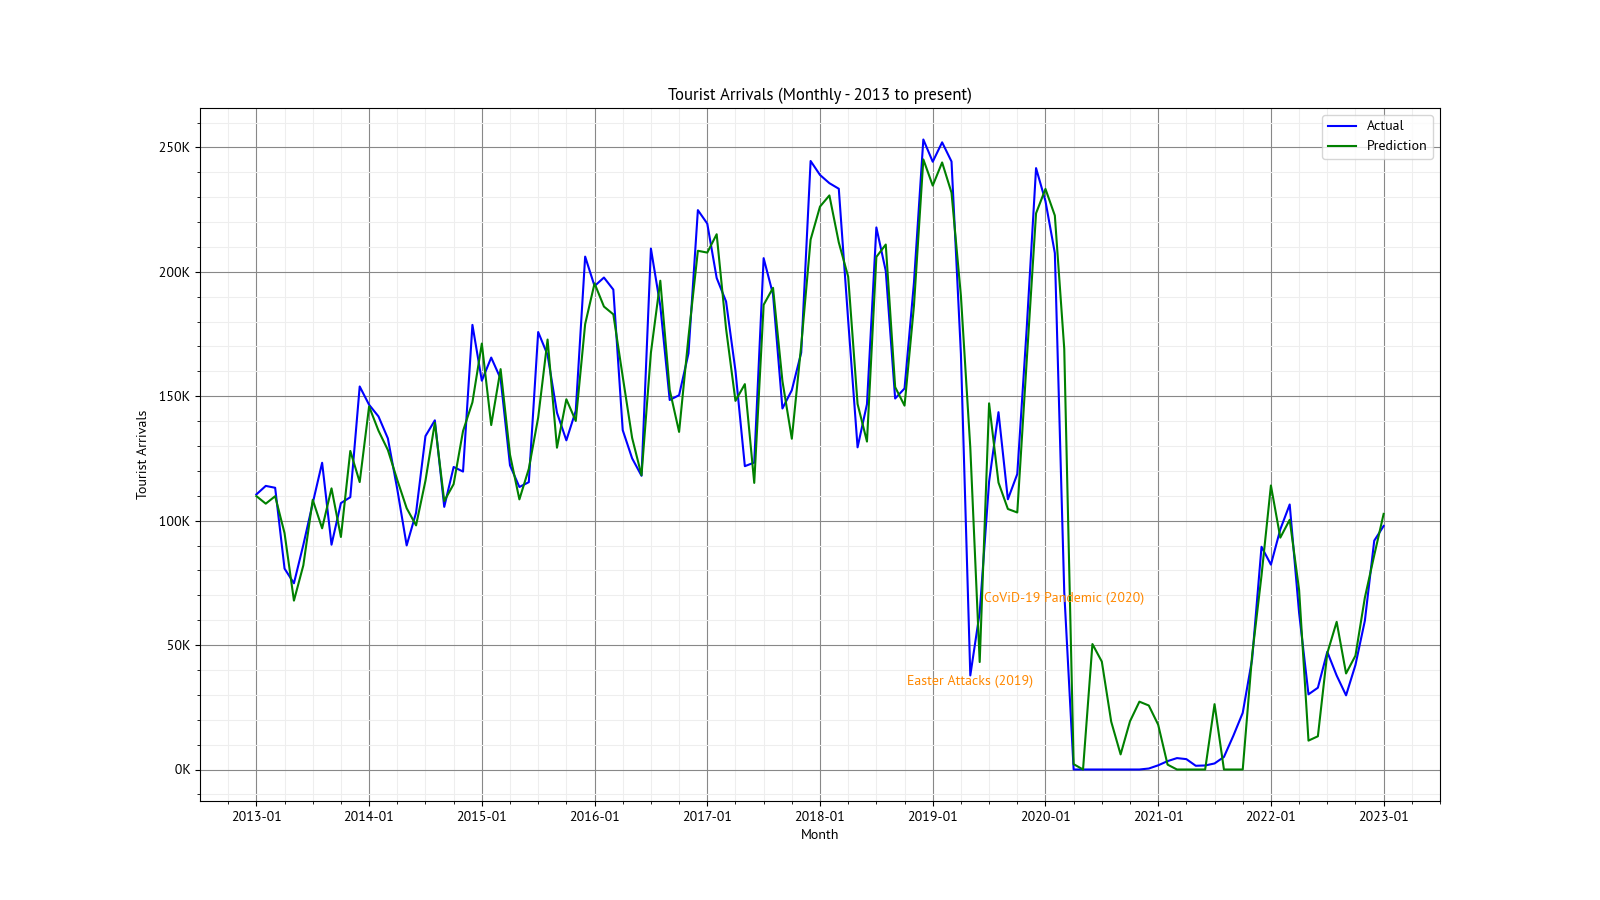 Tourist Arrivals (Monthly - 2013 to present)
Actual
Prediction
250K
200K
150K
100K
50K
0K
Tourist Arrivals
CoViD-19 Pandemic (2020)
Easter Attacks (2019)
2013-01 2014-01 2015-01 2016-01 2017-01 2018-01 2019-01 2020-01 2021-01 2022-01 2023-01
Month